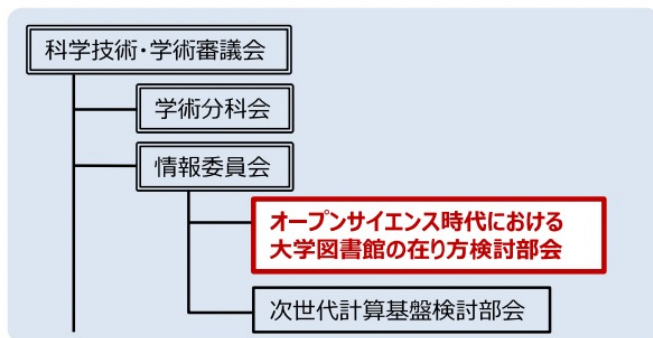 科学技術・学術審議会
学術分科会
情報委員会
オープンサイエンス時代における
大学図書館の在り方検討部会
次世代計算基盤検討部会